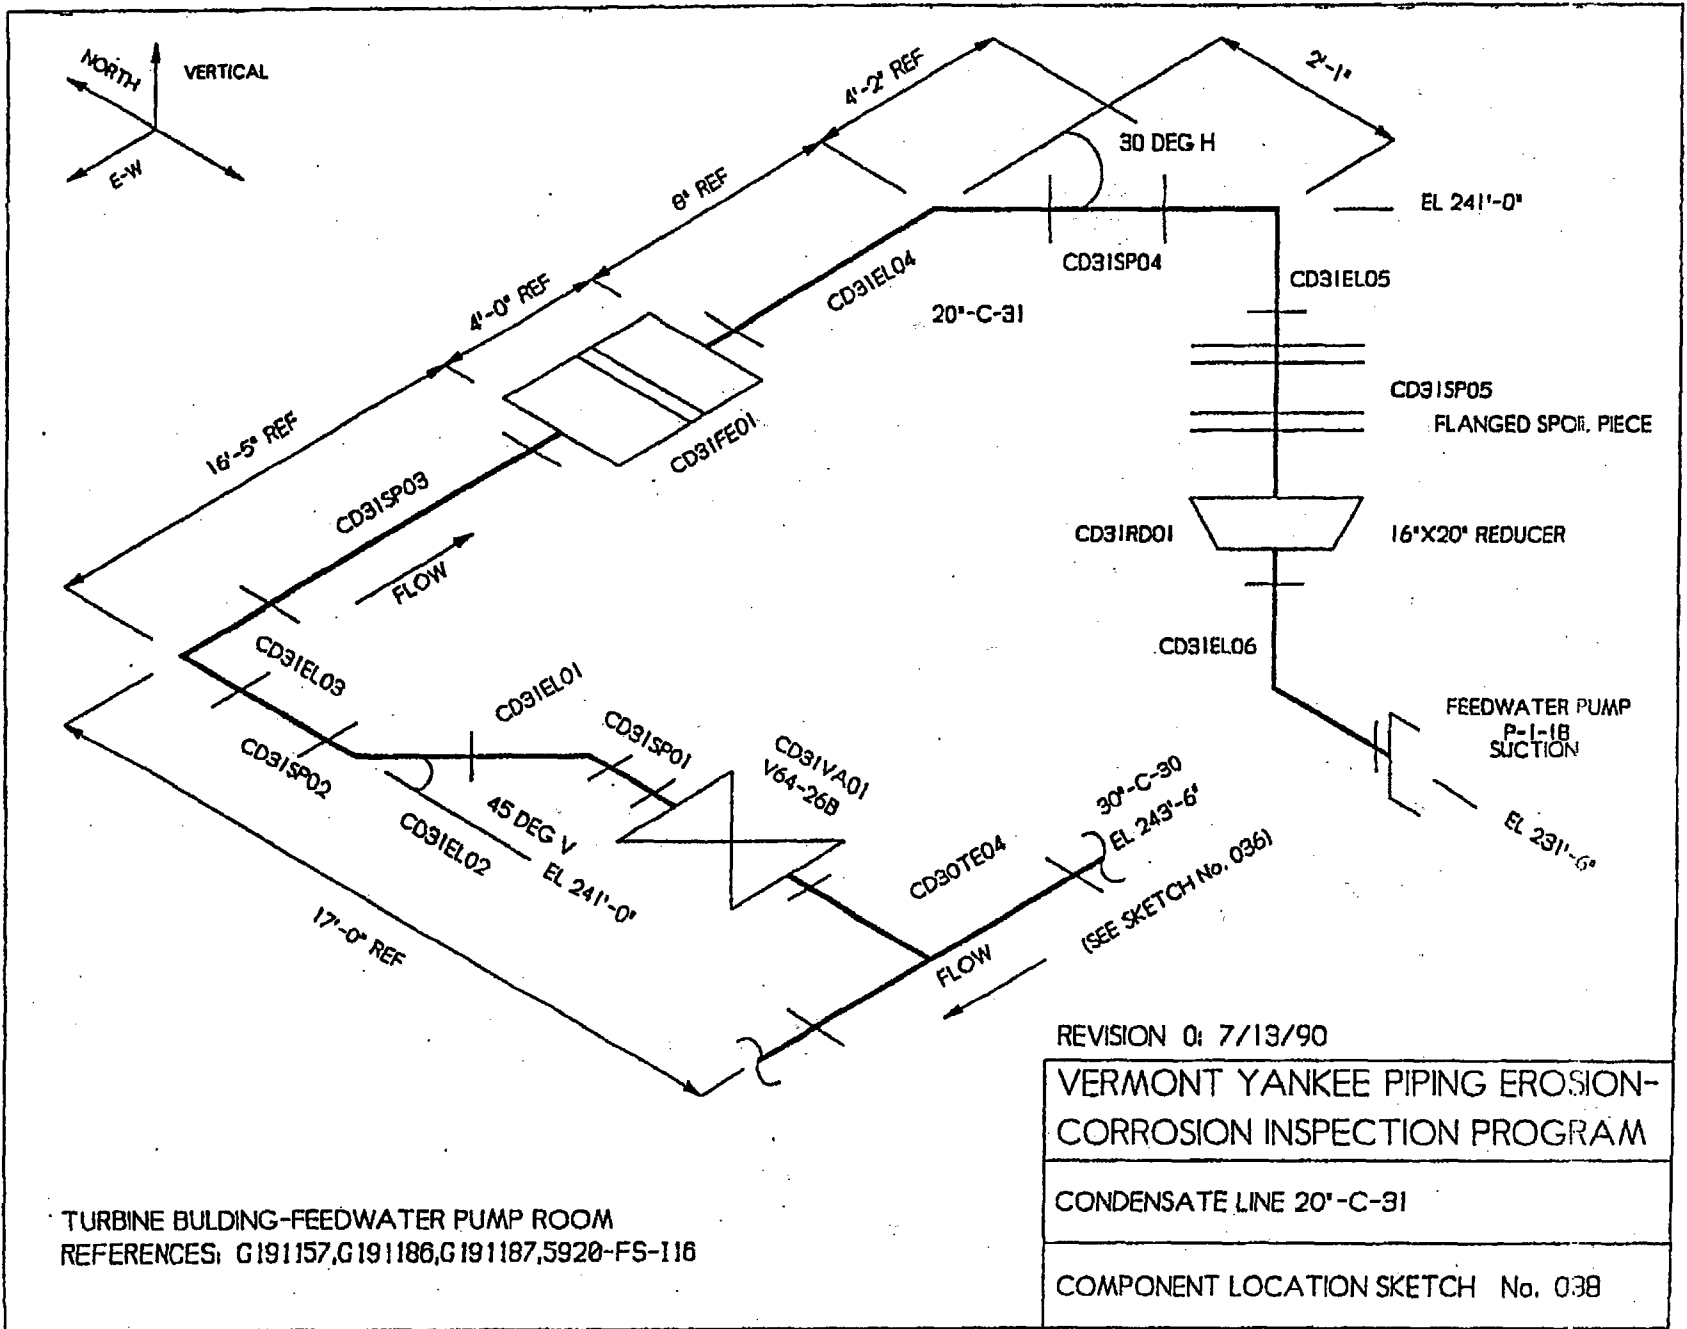 NORTH
VERTICAL
E-W
4'-2" REF
2'-1"
30 DEG H
8' REF
EL 241'-0"
CD31SP04
CD31EL04
CD31EL05
4'-0" REF
20"-C-31
CD31SP05
FLANGED SPOOL PIECE
16'-5" REF
CD31FE01
CD31SP03
CD31RD01
16"X20" REDUCER
FLOW
CD31EL06
CD31EL03
CD31EL01
FEEDWATER PUMP
P-1-1B
SUCTION
CD31SP01
CD31SP02
CD31VA01
V64-26B
45 DEG V
CD31EL02
EL 241'-0"
30"-C-30
EL 243'-6"
(SEE SKETCH No. 036)
EL 231'-6"
CD30TE04
17'-0" REF
FLOW
REVISION 0: 7/13/90
VERMONT YANKEE PIPING EROSION-
CORROSION INSPECTION PROGRAM
CONDENSATE LINE 20"-C-31
COMPONENT LOCATION SKETCH No. 038
TURBINE BULDING-FEEDWATER PUMP ROOM
REFERENCES: G191157,G191186,G191187,5920-FS-I16